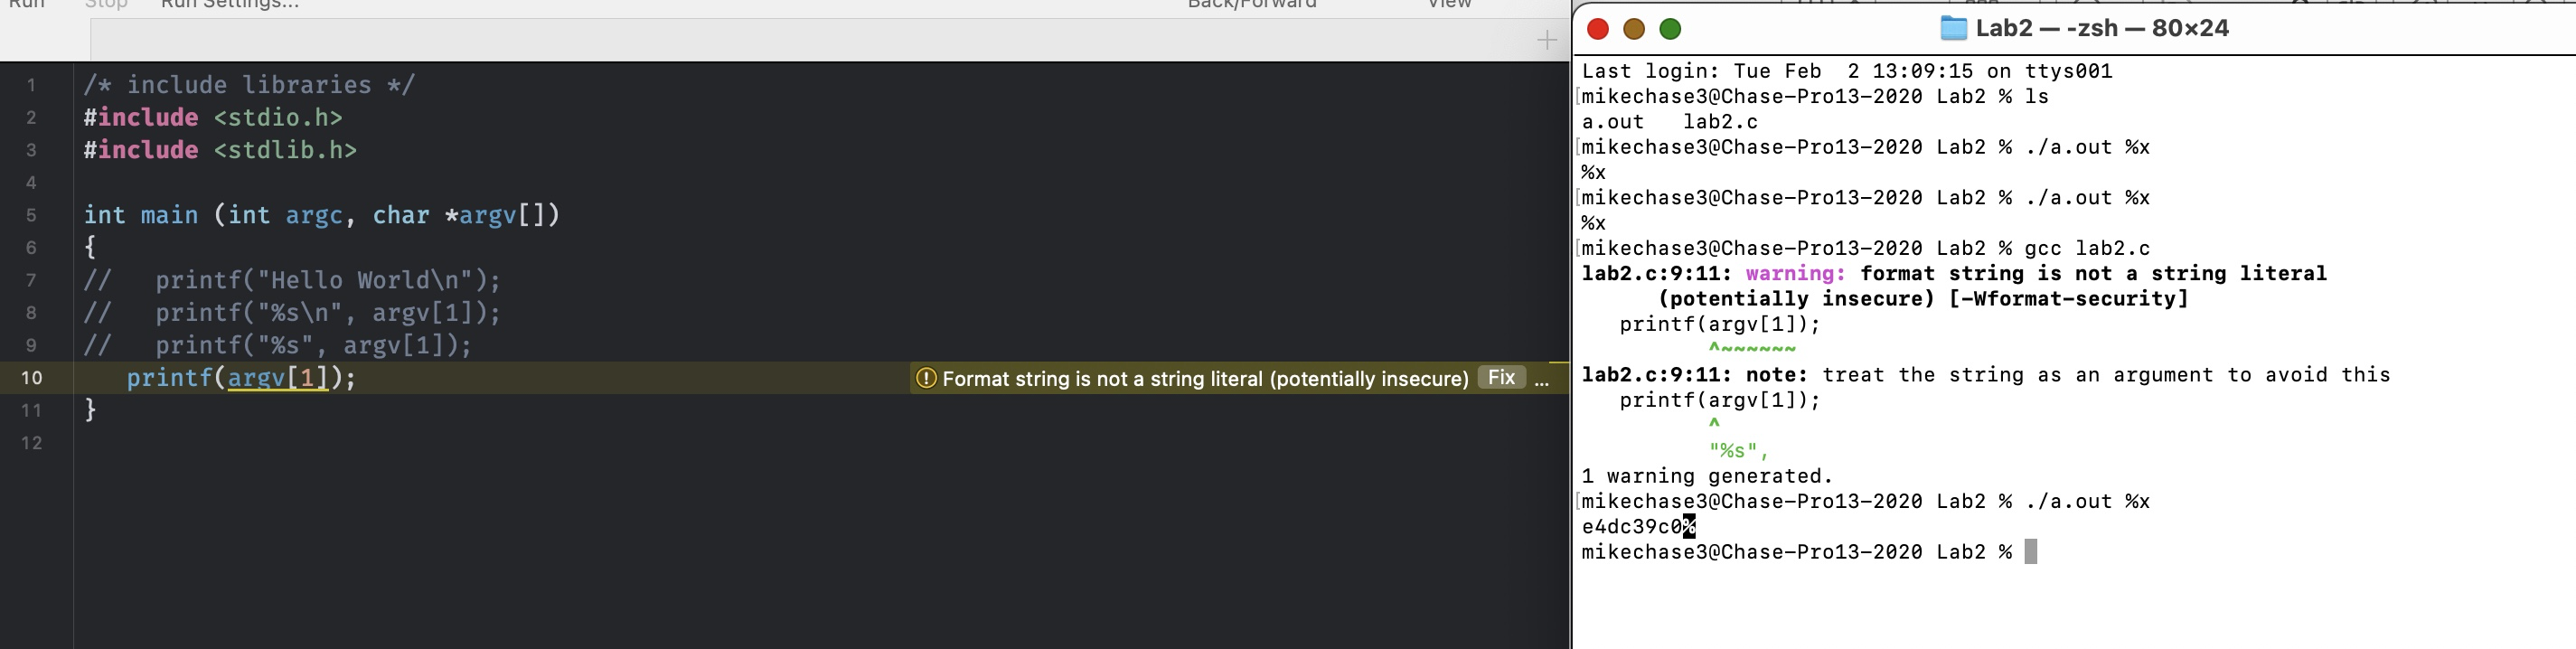 Run Stop Run Settings... Back/Forward View
1 /* include libraries */
2 #include <stdio.h>
3 #include <stdlib.h>
4
5 int main (int argc, char *argv[])
6 {
7 //   printf("Hello World\n");
8 //   printf("%s\n", argv[1]);
9 //   printf("%s", argv[1]);
10    printf(argv[1]); Format string is not a string literal (potentially insecure) Fix ...
11 }
12
Lab2 — -zsh — 80×24
Last login: Tue Feb  2 13:09:15 on ttys001
[mikechase3@Chase-Pro13-2020 Lab2 % ls
a.out   lab2.c
[mikechase3@Chase-Pro13-2020 Lab2 % ./a.out %x
%x
[mikechase3@Chase-Pro13-2020 Lab2 % ./a.out %x
%x
[mikechase3@Chase-Pro13-2020 Lab2 % gcc lab2.c
lab2.c:9:11: warning: format string is not a string literal
      (potentially insecure) [-Wformat-security]
   printf(argv[1]);
          ^~~~~~~
lab2.c:9:11: note: treat the string as an argument to avoid this
   printf(argv[1]);
          ^
          "%s",
1 warning generated.
[mikechase3@Chase-Pro13-2020 Lab2 % ./a.out %x
e4dc39c0%
mikechase3@Chase-Pro13-2020 Lab2 %